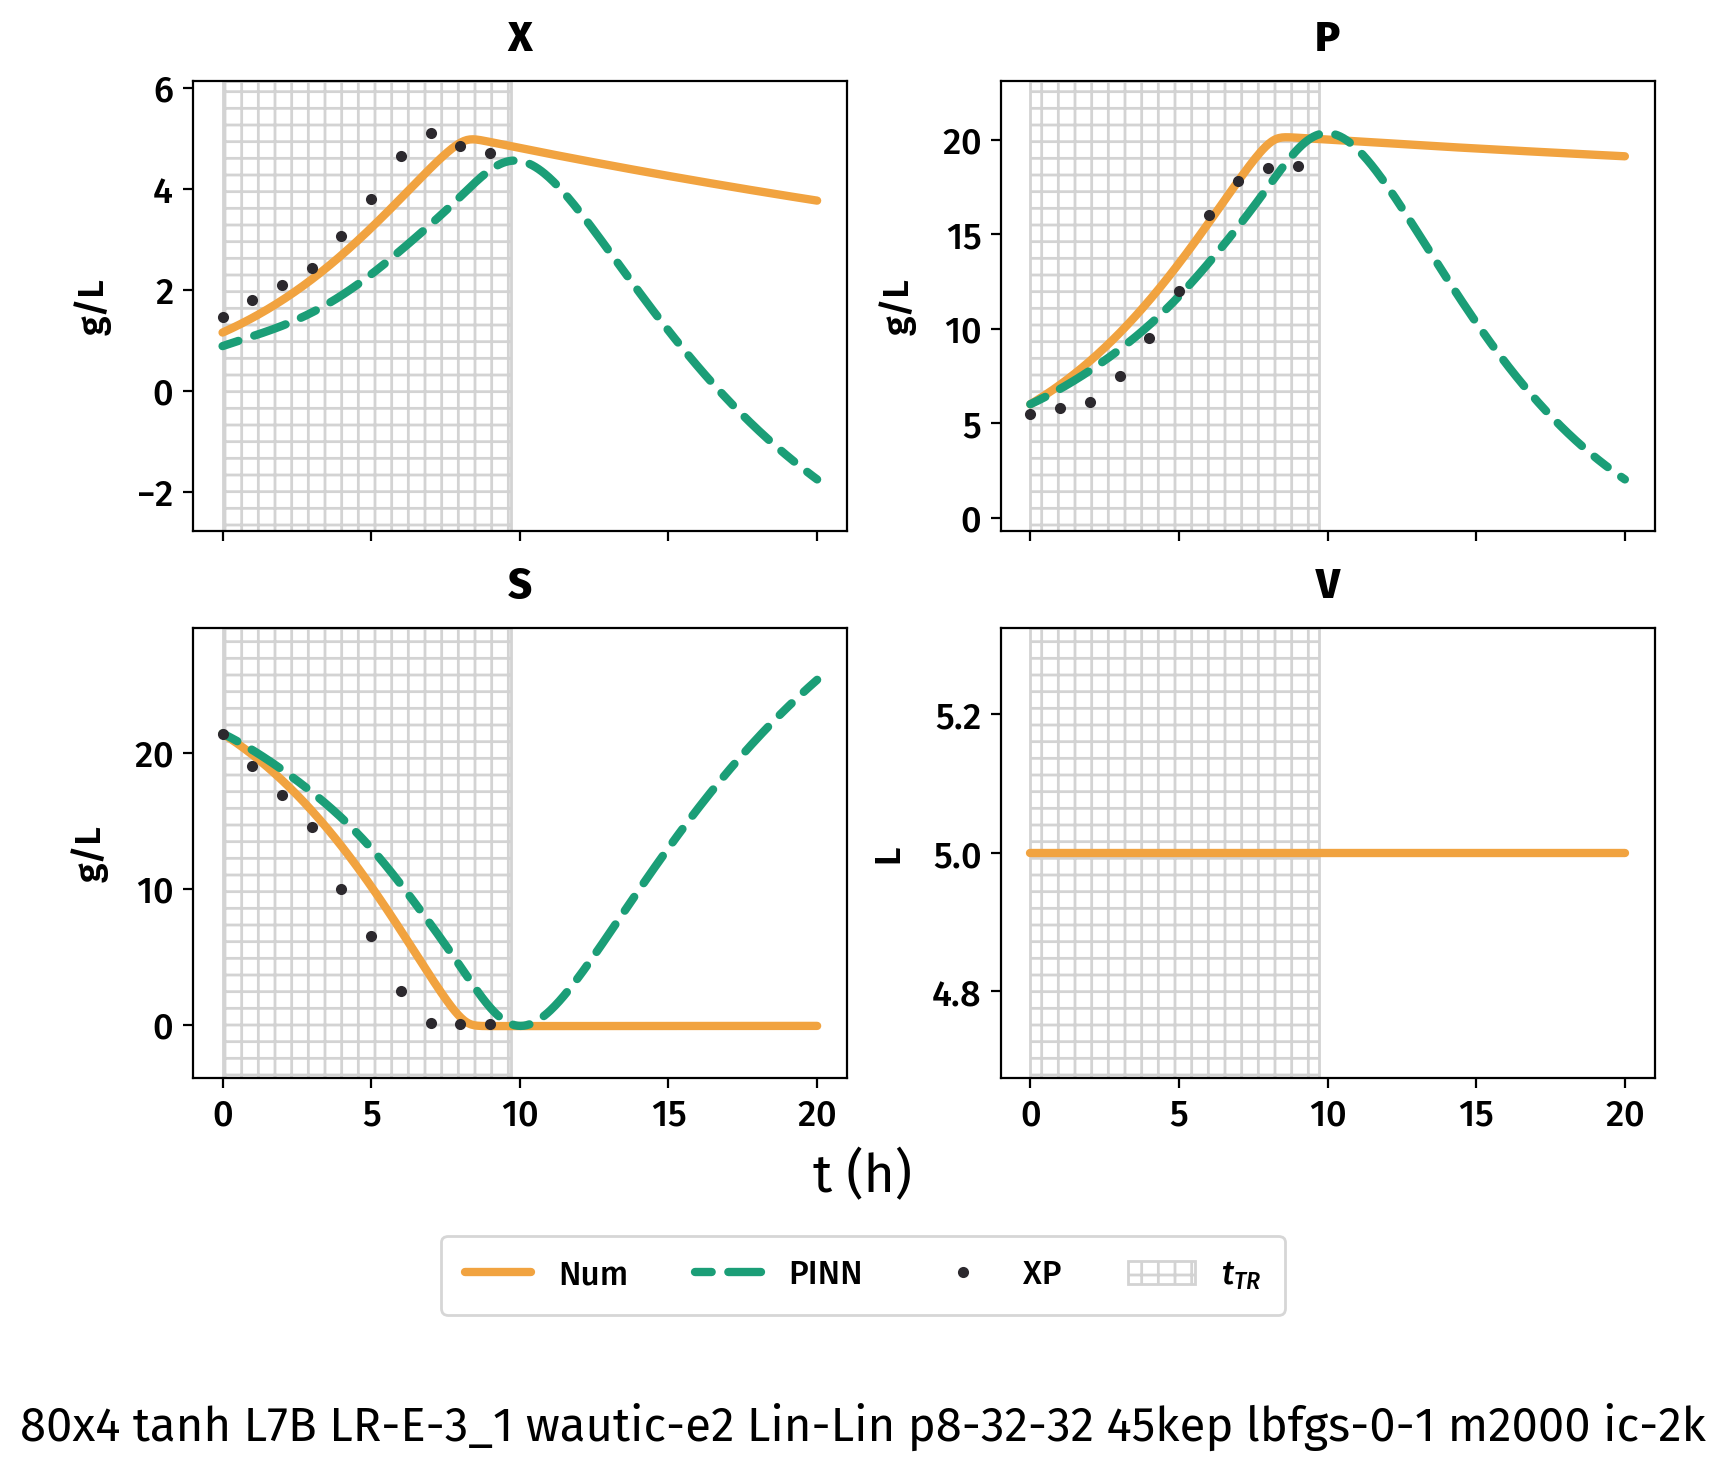 X
P
6
4
2
0
−2
g/L
20
15
10
5
0
g/L
S
V
20
10
0
g/L
5.2
5.0
4.8
L
0 5 10 15 20
0 5 10 15 20
t (h)
Num PINN XP tTR
80x4 tanh L7B LR-E-3_1 wautic-e2 Lin-Lin p8-32-32 45kep lbfgs-0-1 m2000 ic-2k